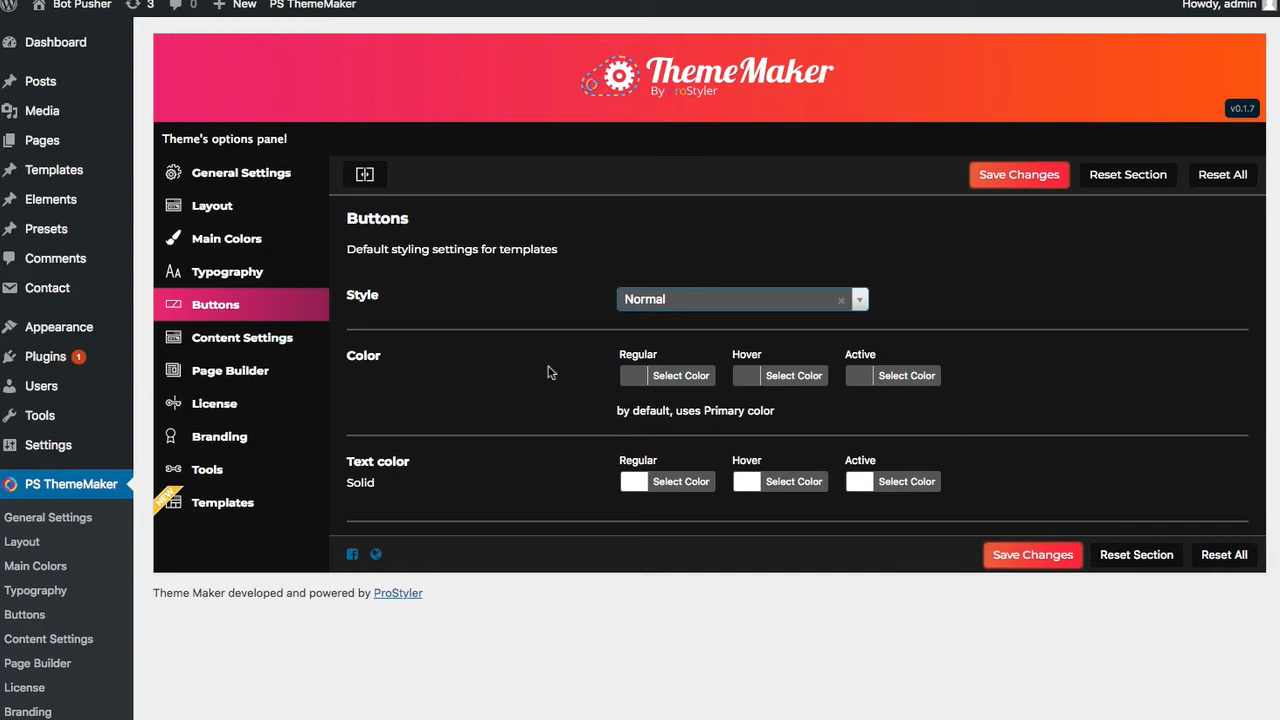 Bot Pusher
3
0
New
PS ThemeMaker
Howdy, admin
Dashboard
Posts
Media
Pages
Templates
Elements
Presets
Comments
Contact
Appearance
Plugins 1
Users
Tools
Settings
PS ThemeMaker
General Settings
Layout
Main Colors
Typography
Buttons
Content Settings
Page Builder
License
Branding
ThemeMaker
By ProStyler
v0.1.7
Theme's options panel
General Settings
Layout
Main Colors
Typography
Buttons
Content Settings
Page Builder
License
Branding
Tools
NEW
Templates
Save Changes
Reset Section
Reset All
Buttons
Default styling settings for templates
Style
Normal
Color
Regular
Hover
Active
Select Color
Select Color
Select Color
by default, uses Primary color
Text color
Solid
Regular
Hover
Active
Select Color
Select Color
Select Color
Save Changes
Reset Section
Reset All
Theme Maker developed and powered by ProStyler